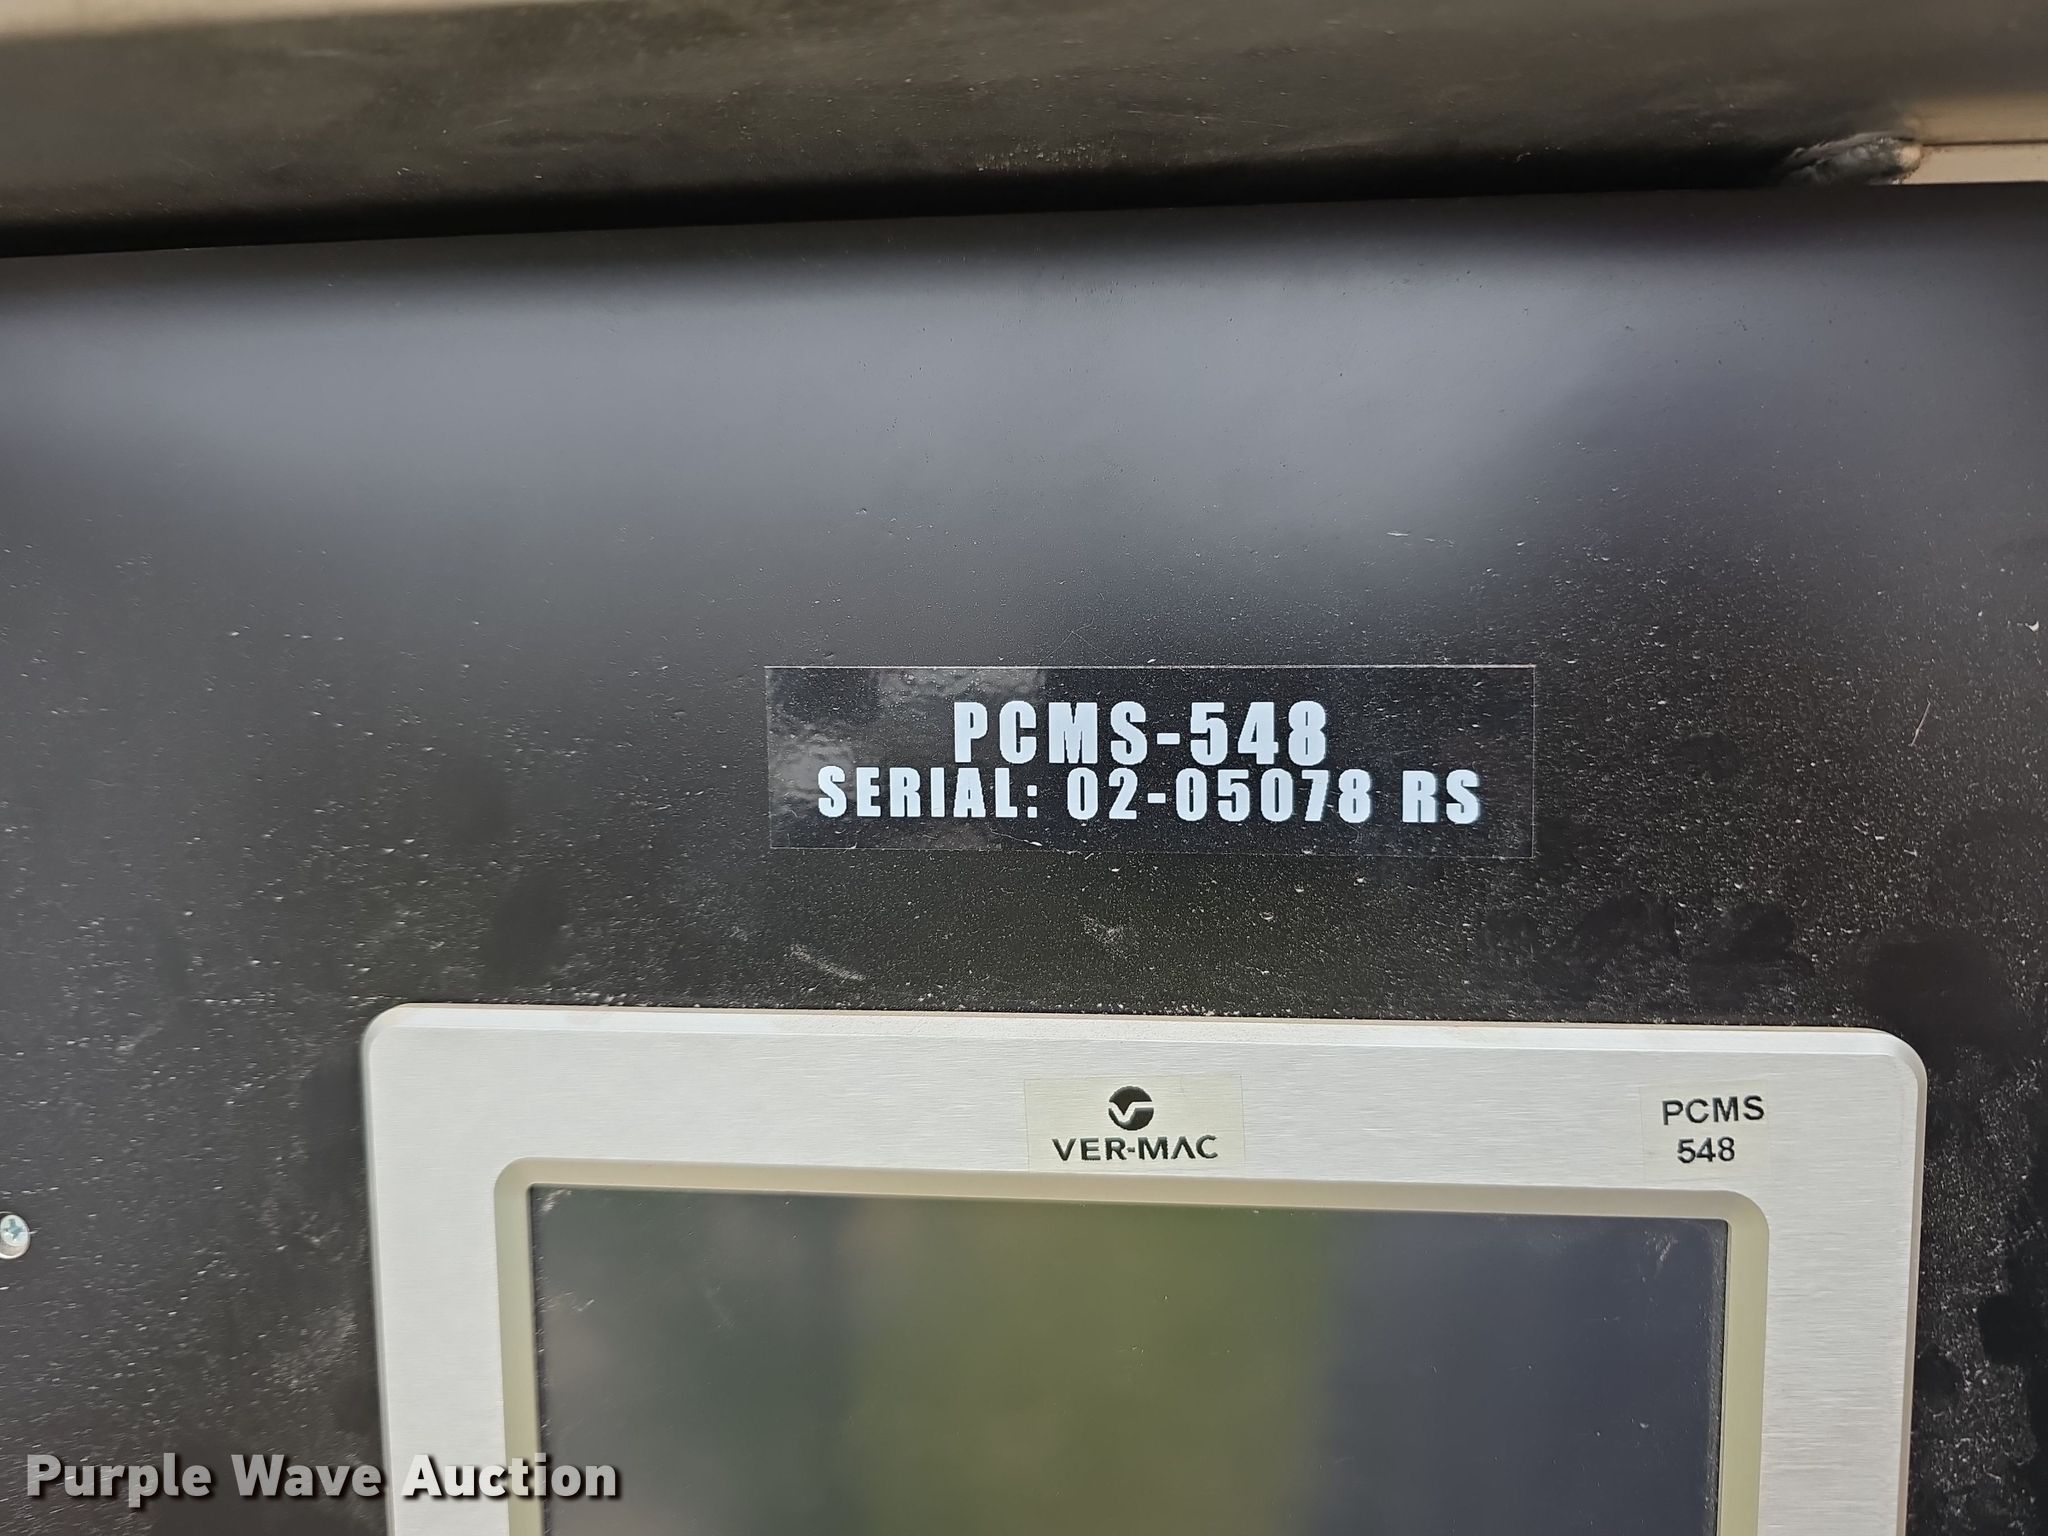 PCMS-548
SERIAL: 02-05078 RS
VER-MAC
PCMS
548
Purple Wave Auction